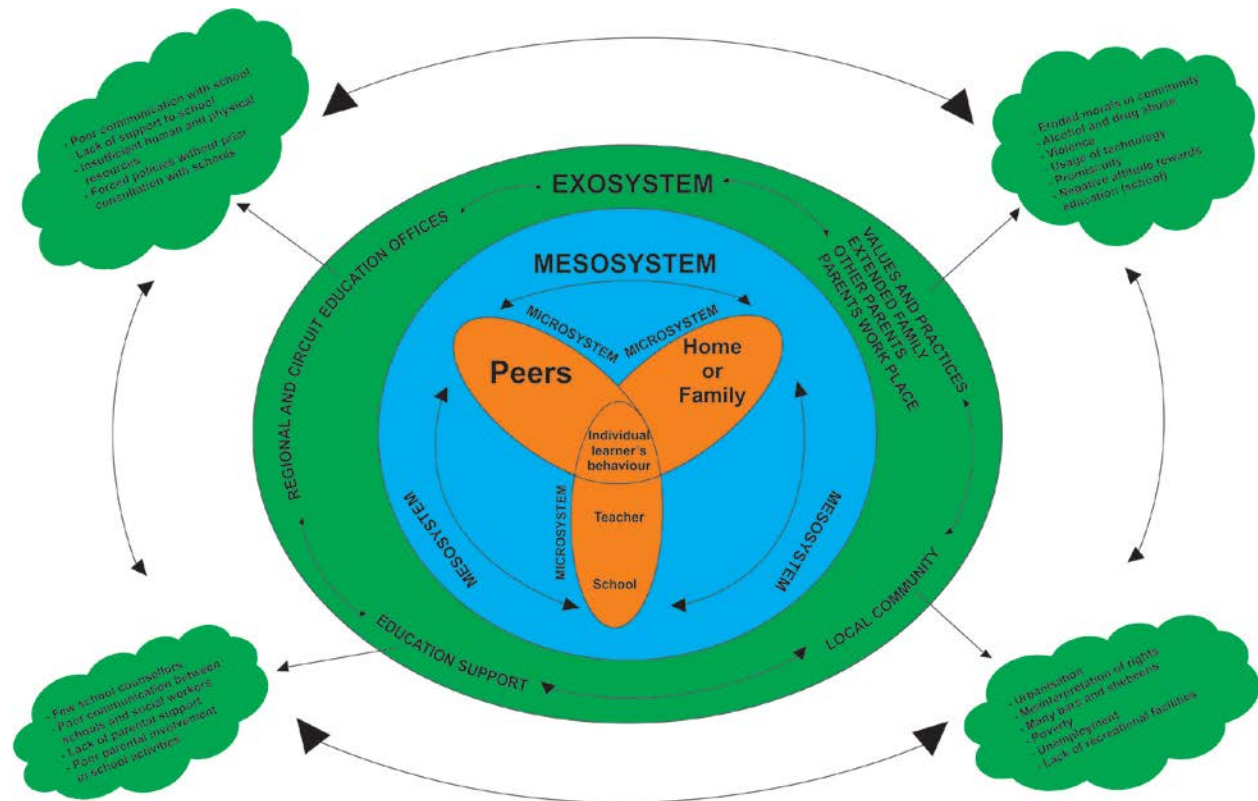 - Poor communication with school
- Lack of support to school
- Insufficient human and physical
resources
- Forced policies without prior
consultation with schools
Eroded morals in community
- Alcohol and drug abuse
- Violence
- Usage of technology
- Promiscuity
- Negative attitude towards
education (school)
EXOSYSTEM
REGIONAL AND CIRCUIT EDUCATION OFFICES
VALUES AND PRACTICES
EXTENDED FAMILY
OTHER PARENTS
PARENTS WORK PLACE
MESOSYSTEM
MICROSYSTEM
MICROSYSTEM
Peers
Home
or
Family
Individual
learner's
behaviour
MICROSYSTEM
Teacher
School
MESOSYSTEM
MESOSYSTEM
EDUCATION SUPPORT
LOCAL COMMUNITY
- Few school counsellors
- Poor communication between
schools and social workers
- Lack of parental support
- Poor parental involvement
in school activities
- Urbanisation
- Misinterpretation of rights
- Many bars and shebeens
- Poverty
- Unemployment
- Lack of recreational facilities